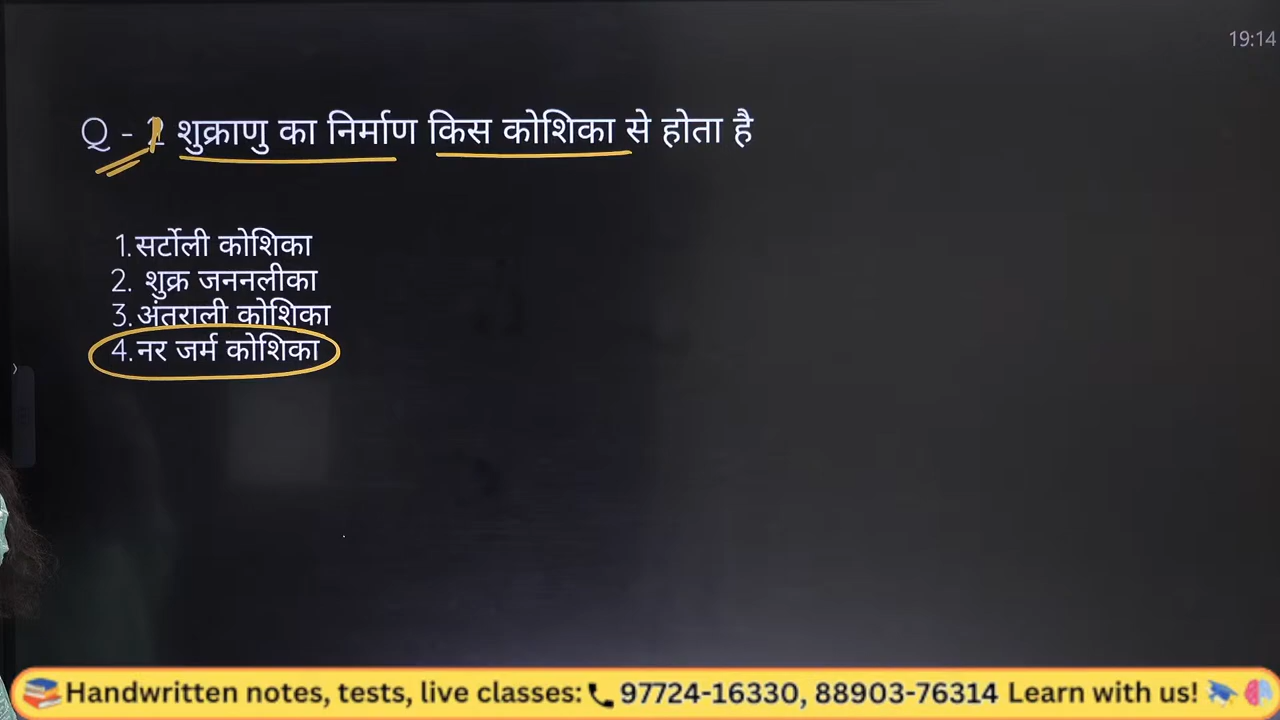 19:14
Q - 1 शुक्राणु का निर्माण किस कोशिका से होता है
1. सर्टोली कोशिका
2. शुक्र जननलीका
3. अंतराली कोशिका
4. नर जर्म कोशिका
Handwritten notes, tests, live classes: 97724-16330, 88903-76314 Learn with us!